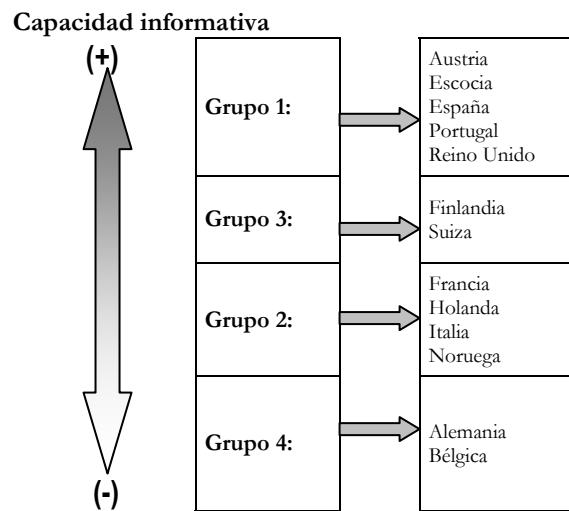 Capacidad informativa
(+)
Grupo 1:
Austria
Escocia
España
Portugal
Reino Unido
Grupo 3:
Finlandia
Suiza
Grupo 2:
Francia
Holanda
Italia
Noruega
Grupo 4:
Alemania
Bélgica
(-)